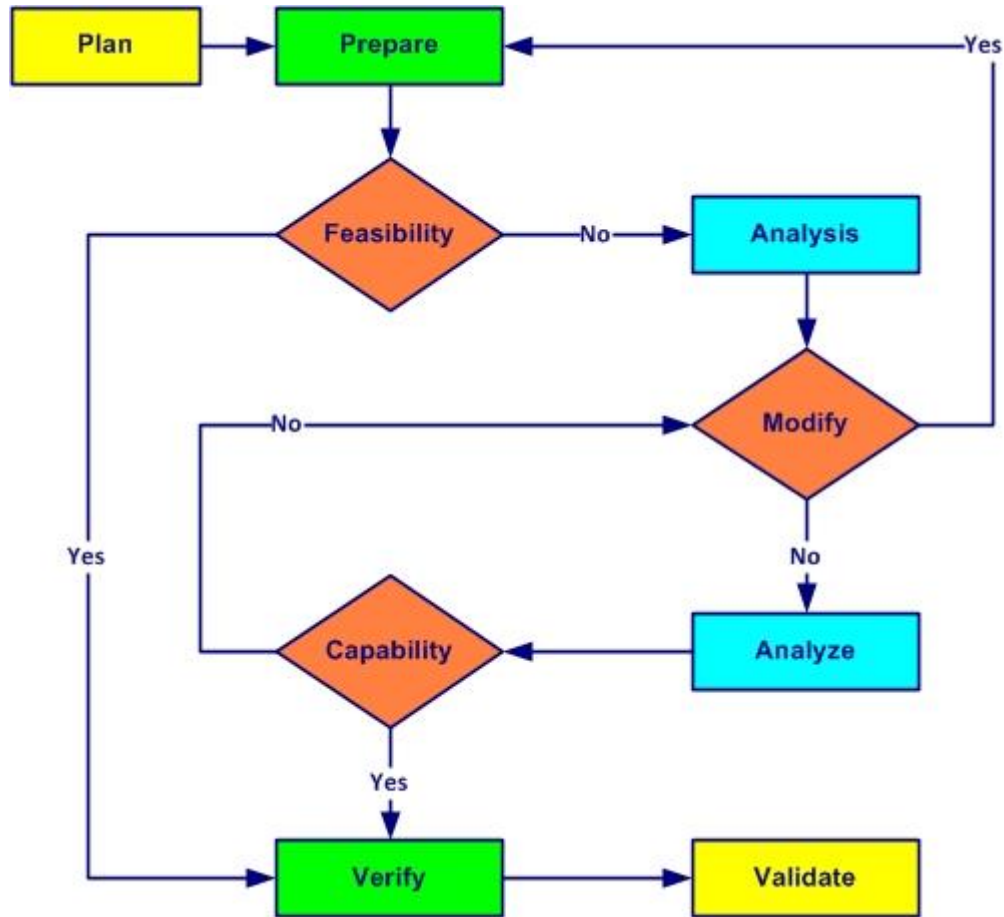 Plan
Prepare
Yes
Feasibility
No
Analysis
No
Modify
Yes
No
Capability
Analyze
Yes
Verify
Validate